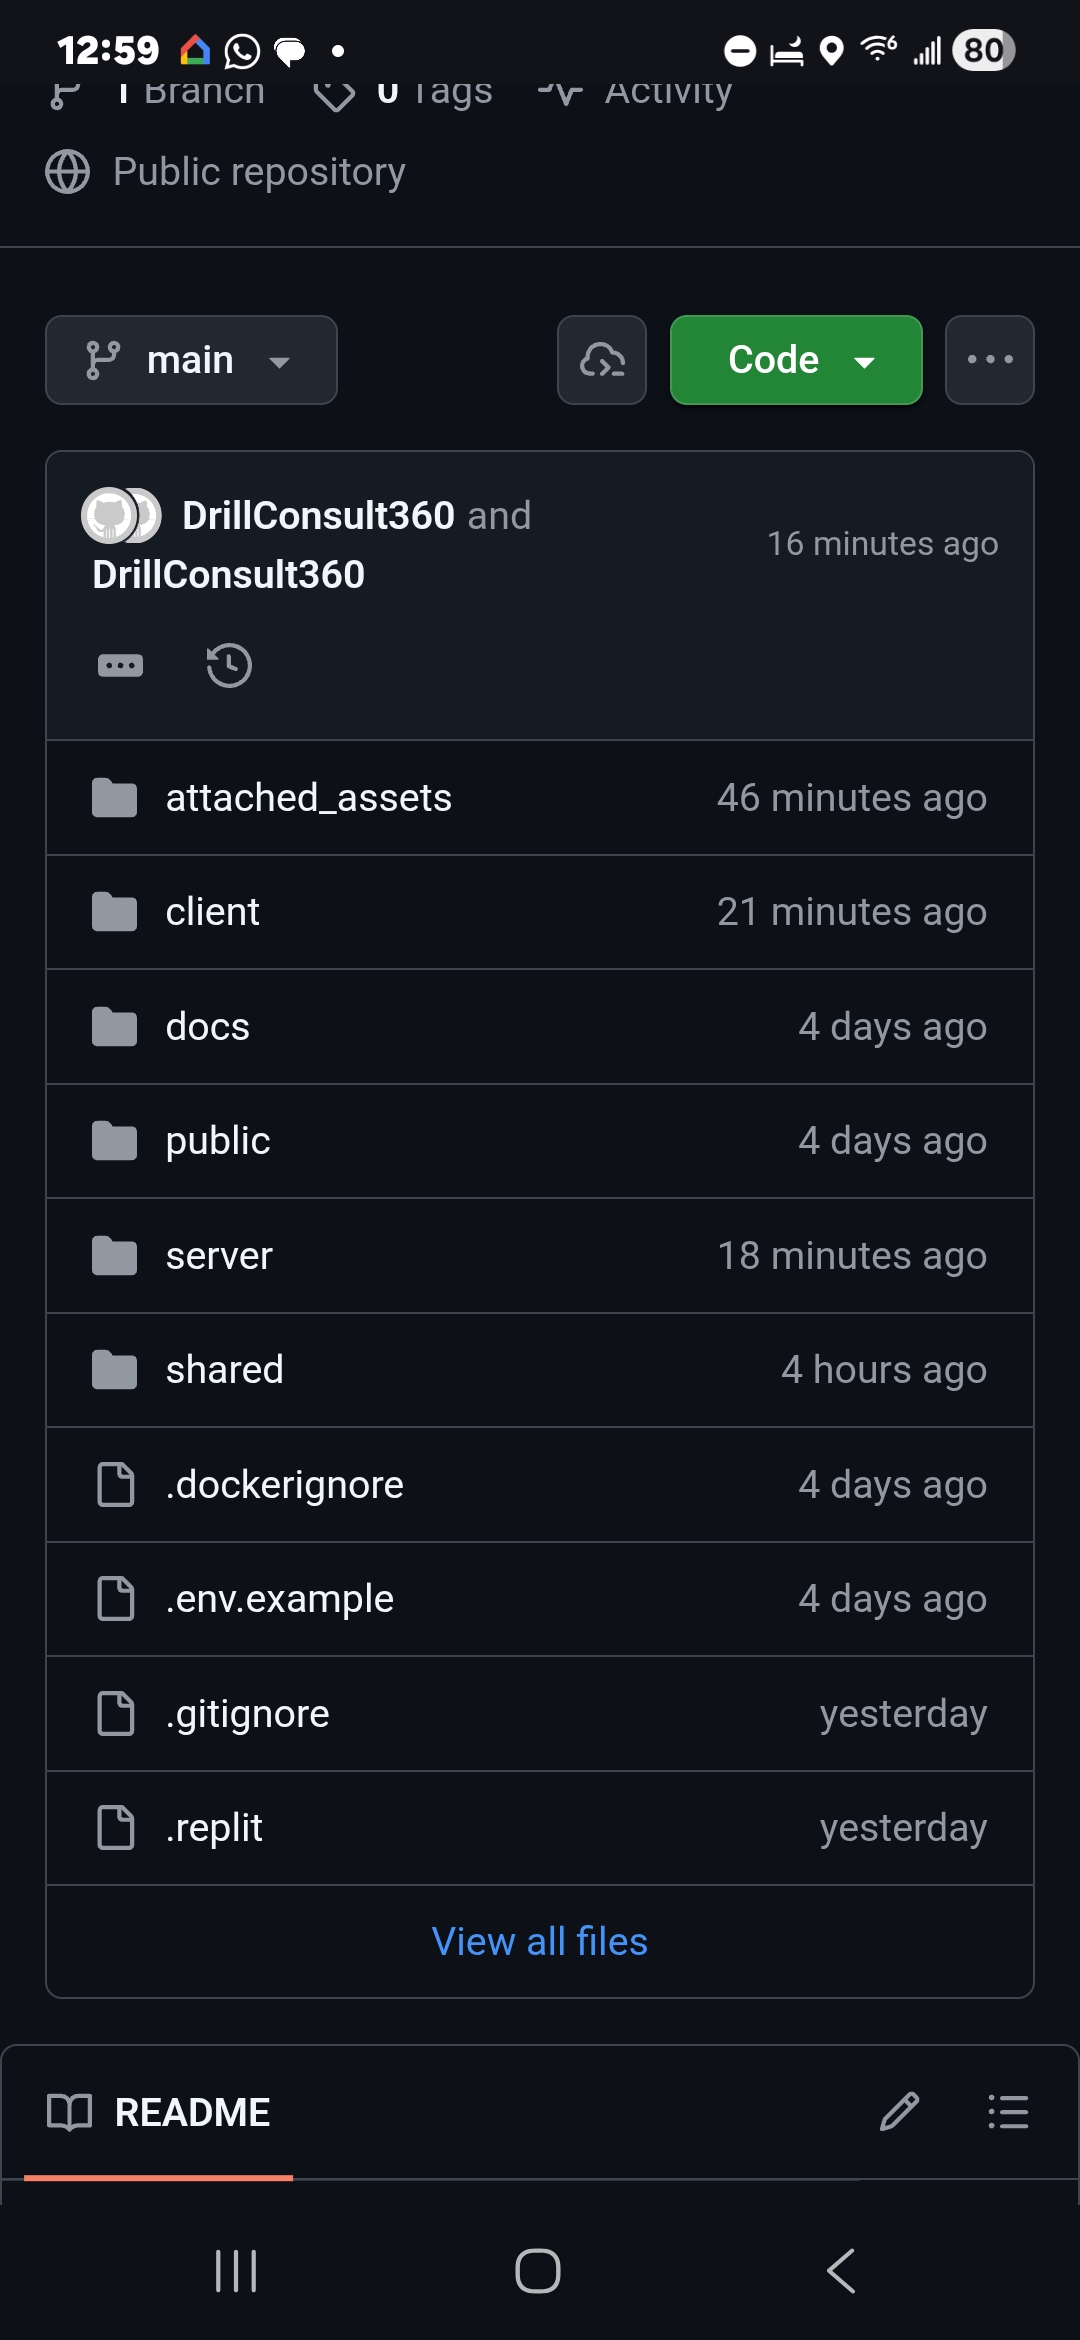 12:59 80
1 Branch 0 Tags Activity
Public repository
main Code
DrillConsult360 and
DrillConsult360
16 minutes ago
attached_assets 46 minutes ago
client 21 minutes ago
docs 4 days ago
public 4 days ago
server 18 minutes ago
shared 4 hours ago
.dockerignore 4 days ago
.env.example 4 days ago
.gitignore yesterday
.replit yesterday
View all files
README